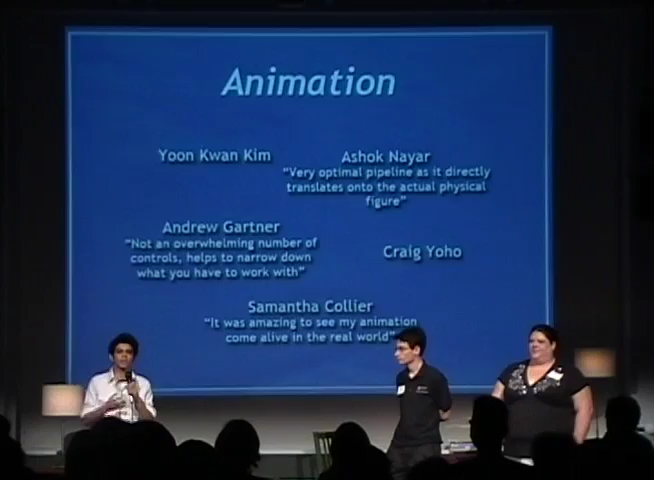 Animation
Yoon Kwan Kim
Ashok Nayar
"Very optimal pipeline as it directly
translates onto the actual physical
figure"
Andrew Gartner
"Not an overwhelming number of
controls, helps to narrow down
what you have to work with"
Craig Yoho
Samantha Collier
"It was amazing to see my animation
come alive in the real world"